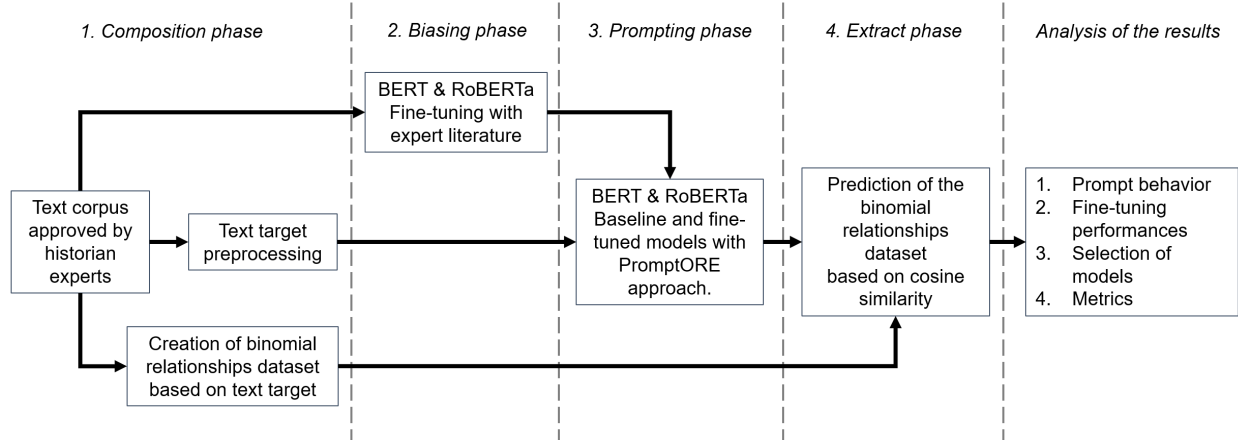 1. Composition phase
2. Biasing phase
3. Prompting phase
4. Extract phase
Analysis of the results
BERT & RoBERTa
Fine-tuning with
expert literature
Text corpus
approved by
historian
experts
Text target
preprocessing
BERT & RoBERTa
Baseline and fine-
tuned models with
PromptORE
approach.
Prediction of the
binomial
relationships
dataset
based on cosine
similarity
1. Prompt behavior
2. Fine-tuning
performances
3. Selection of
models
4. Metrics
Creation of binomial
relationships dataset
based on text target